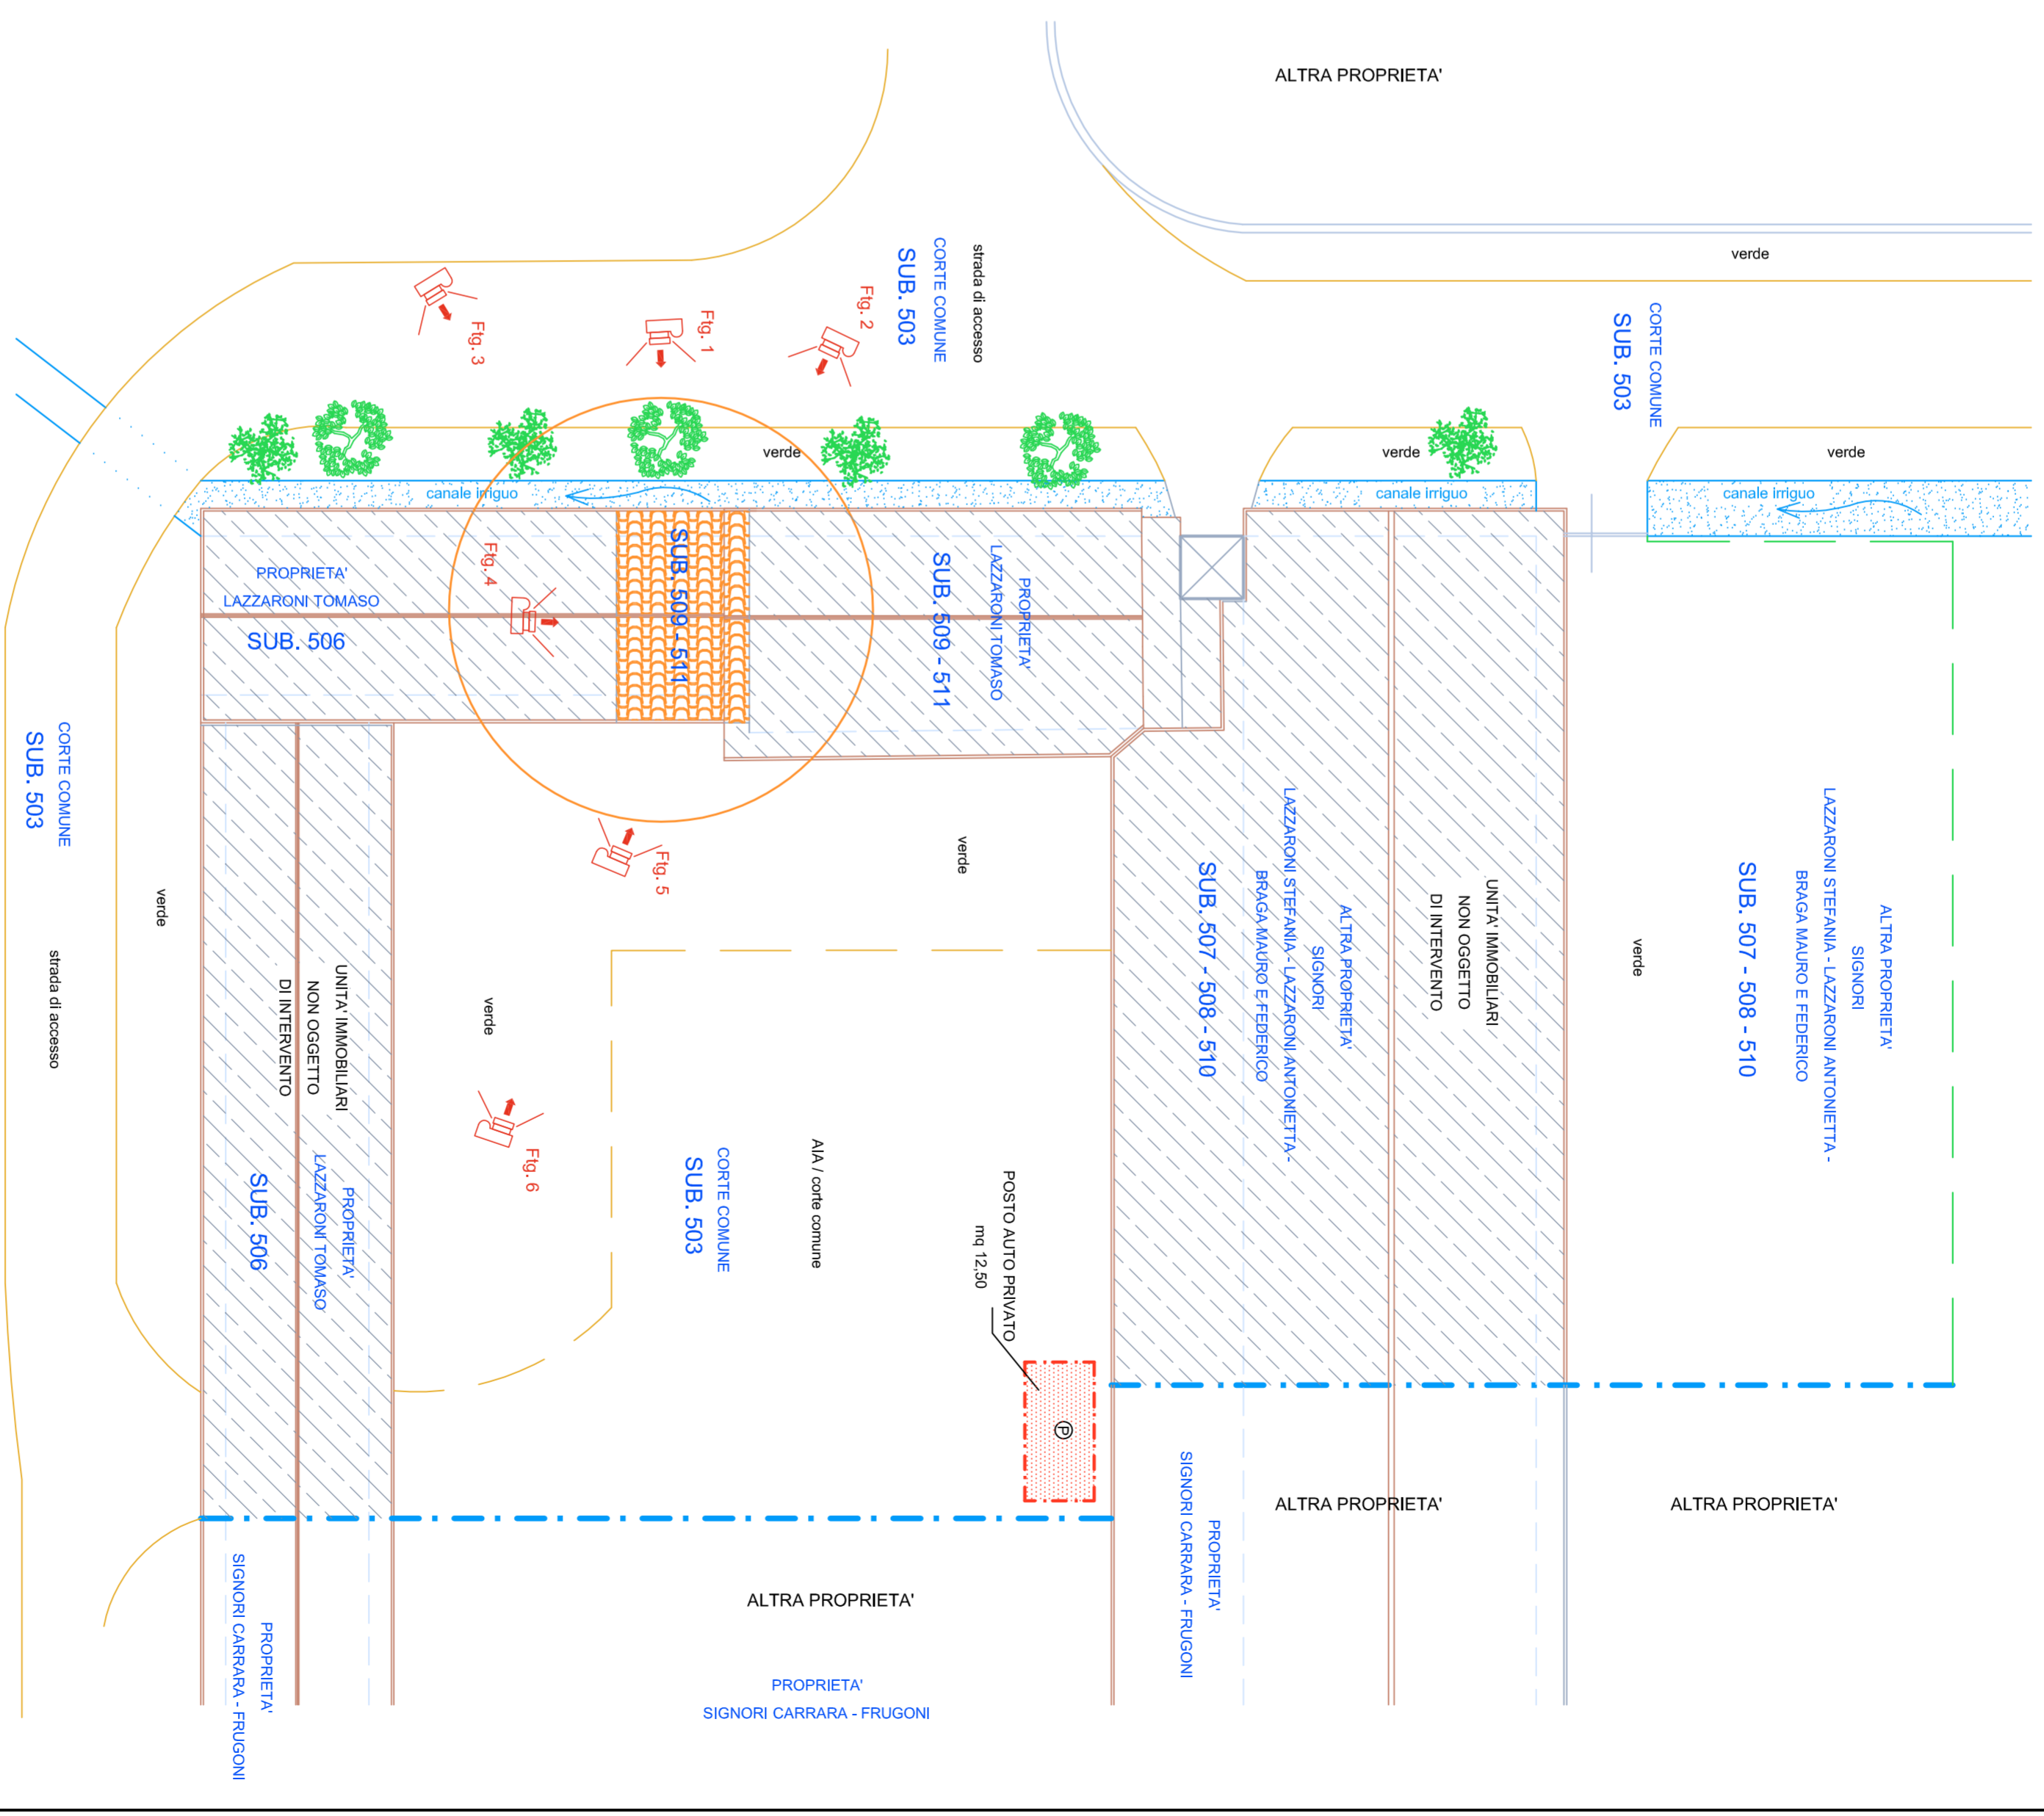 ALTRA PROPRIETA'
verde
strada di accesso
CORTE COMUNE
SUB. 503
CORTE COMUNE
SUB. 503
Ftg. 3
Ftg. 1
Ftg. 2
verde
verde
verde
canale irriguo
canale irriguo
canale irriguo
PROPRIETA'
LAZZARONI TOMASO
SUB. 506
Ftg. 4
SUB. 509 - 511
PROPRIETA'
LAZZARONI TOMASO
SUB. 509 - 511
CORTE COMUNE
SUB. 503
verde
strada di accesso
Ftg. 5
verde
ALTRA PROPRIETA'
SIGNORI
LAZZARONI STEFANIA - LAZZARONI ANTONIETTA -
BRAGA MAURO E FEDERICO
SUB. 507 - 508 - 510
UNITA' IMMOBILIARI
NON OGGETTO
DI INTERVENTO
verde
ALTRA PROPRIETA'
SIGNORI
LAZZARONI STEFANIA - LAZZARONI ANTONIETTA -
BRAGA MAURO E FEDERICO
SUB. 507 - 508 - 510
UNITA' IMMOBILIARI
NON OGGETTO
DI INTERVENTO
verde
PROPRIETA'
LAZZARONI TOMASO
SUB. 506
Ftg. 6
CORTE COMUNE
SUB. 503
AIA / corte comune
POSTO AUTO PRIVATO
mq 12,50
P
PROPRIETA'
SIGNORI CARRARA - FRUGONI
ALTRA PROPRIETA'
ALTRA PROPRIETA'
PROPRIETA'
SIGNORI CARRARA - FRUGONI
ALTRA PROPRIETA'
PROPRIETA'
SIGNORI CARRARA - FRUGONI